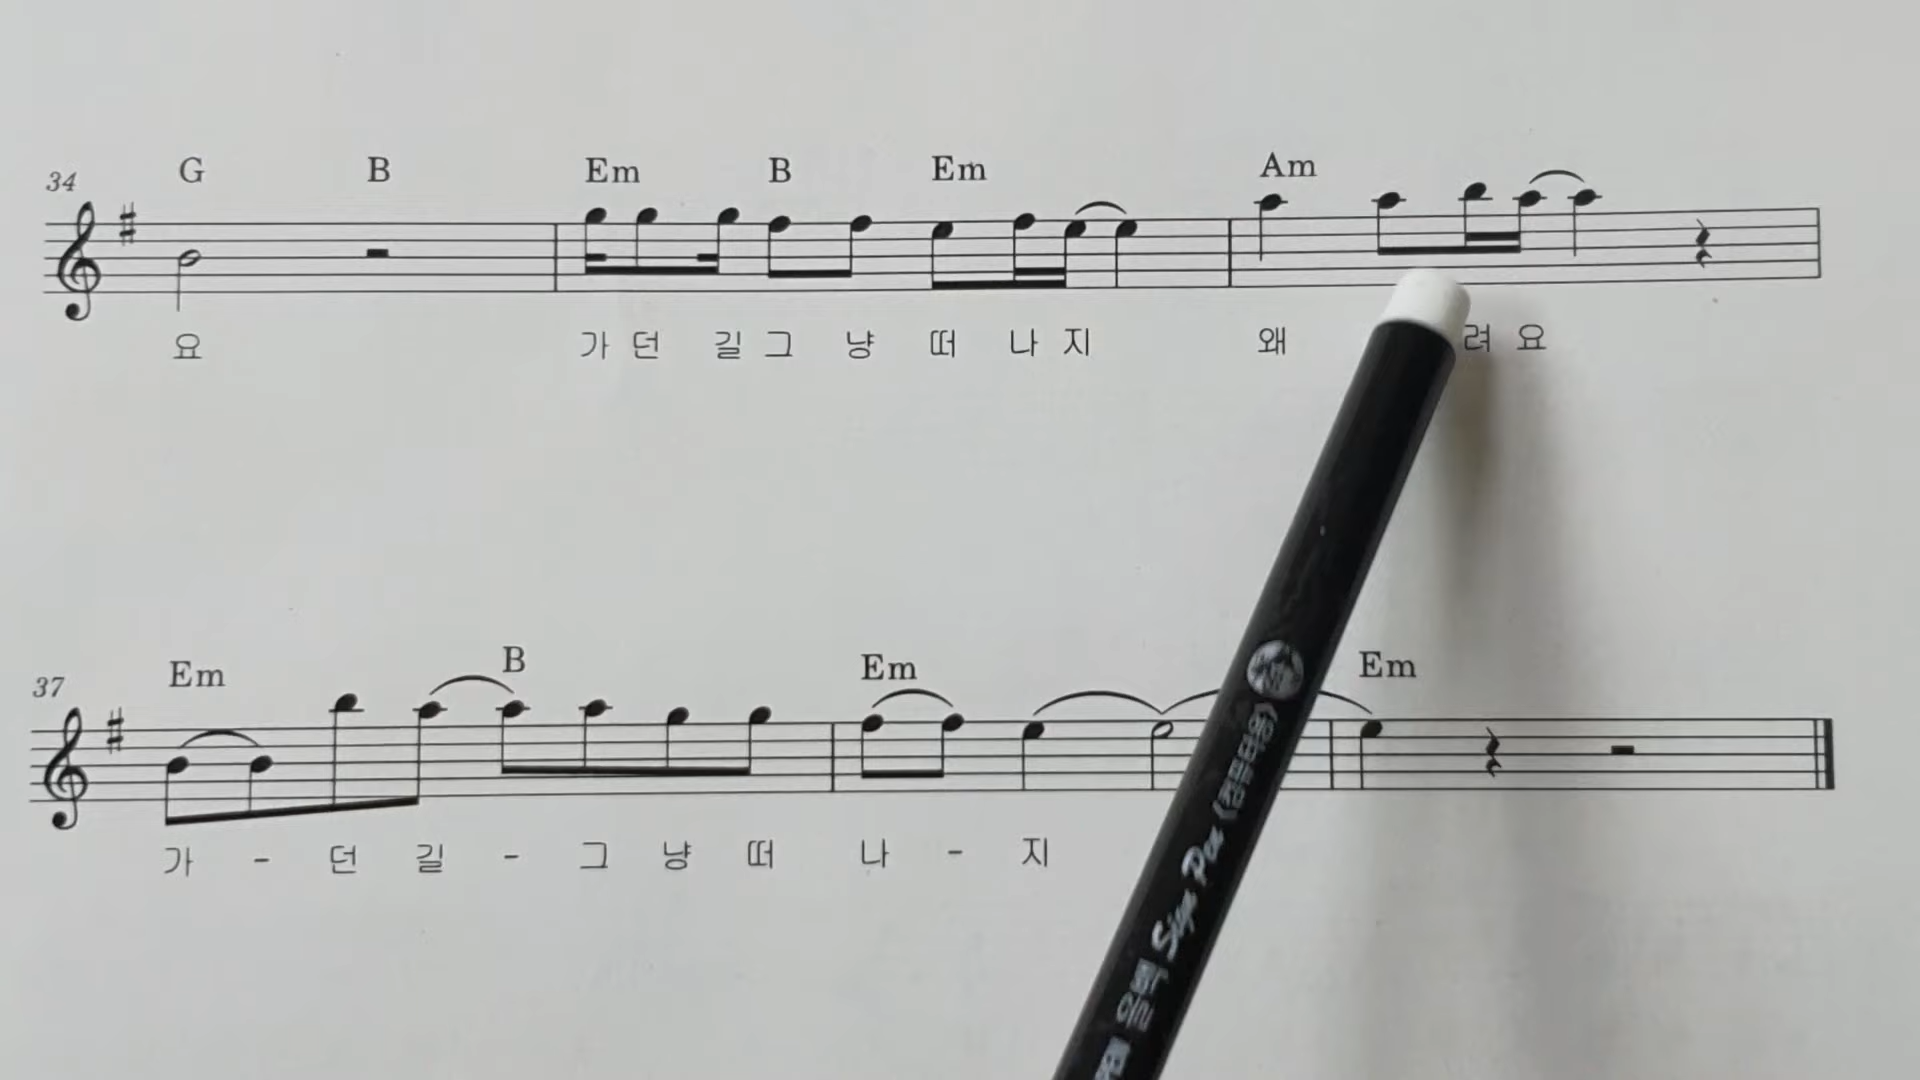 34 G B Em B Em Am
요 가 던 길 그 냥 떠 나 지 왜 려 요
37 Em B Em Em
가 - 던 길 - 그 냥 떠 나 - 지
Sign Pen